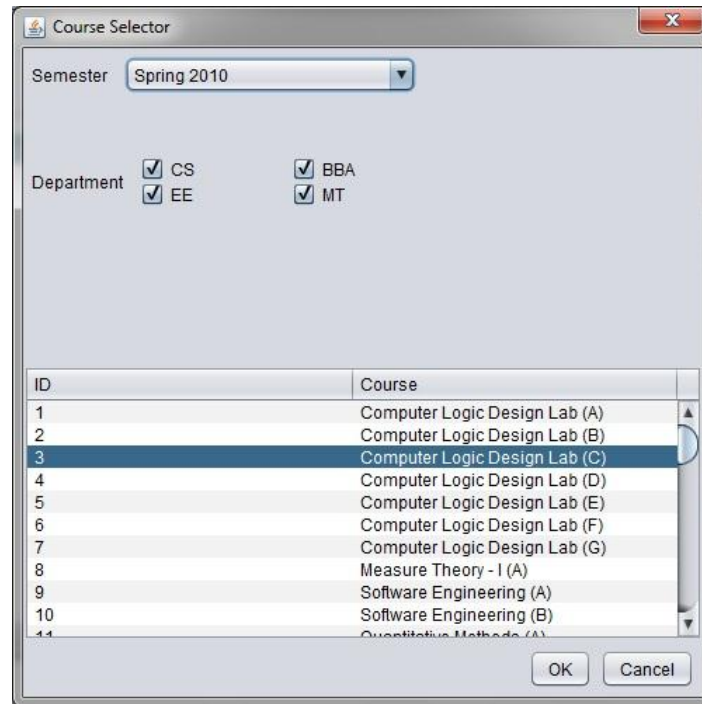 Course Selector
Semester Spring 2010
CS BBA
Department
EE MT
ID Course
1 Computer Logic Design Lab (A)
2 Computer Logic Design Lab (B)
3 Computer Logic Design Lab (C)
4 Computer Logic Design Lab (D)
5 Computer Logic Design Lab (E)
6 Computer Logic Design Lab (F)
7 Computer Logic Design Lab (G)
8 Measure Theory - I (A)
9 Software Engineering (A)
10 Software Engineering (B)
11 Quantitative Methods (A)
OK Cancel